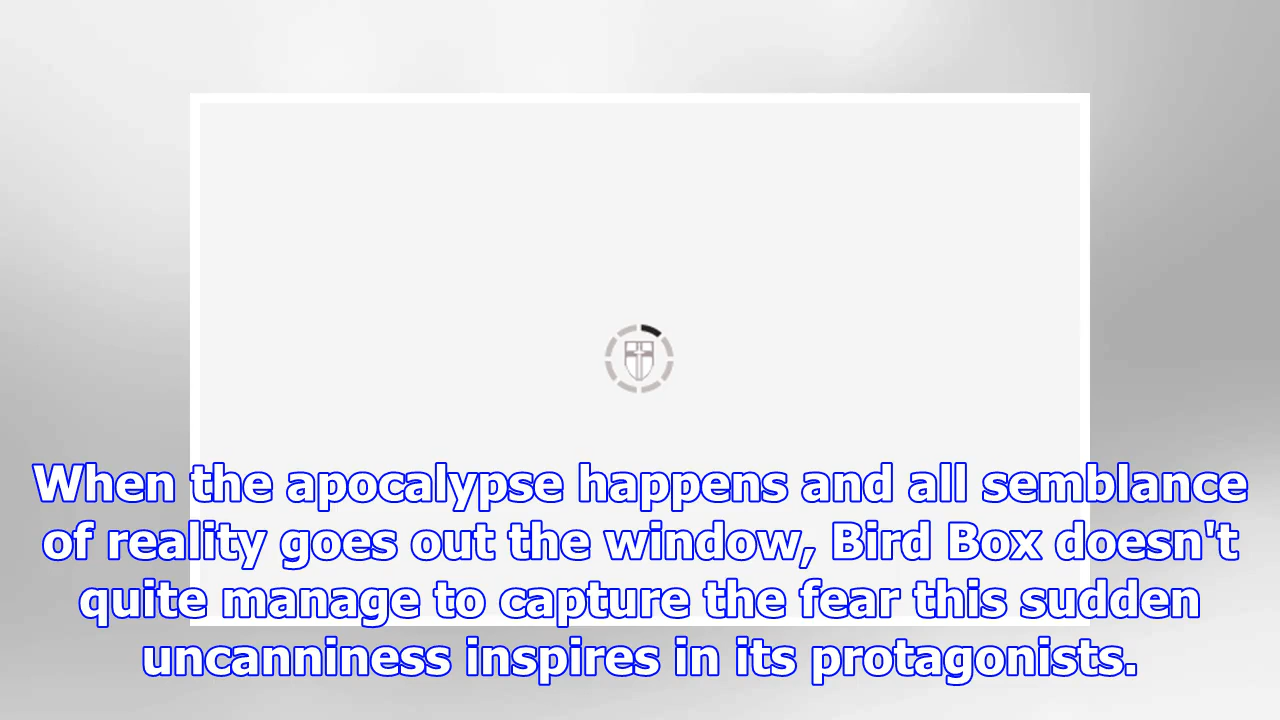 When the apocalypse happens and all semblance
of reality goes out the window, Bird Box doesn't
quite manage to capture the fear this sudden
uncanniness inspires in its protagonists.